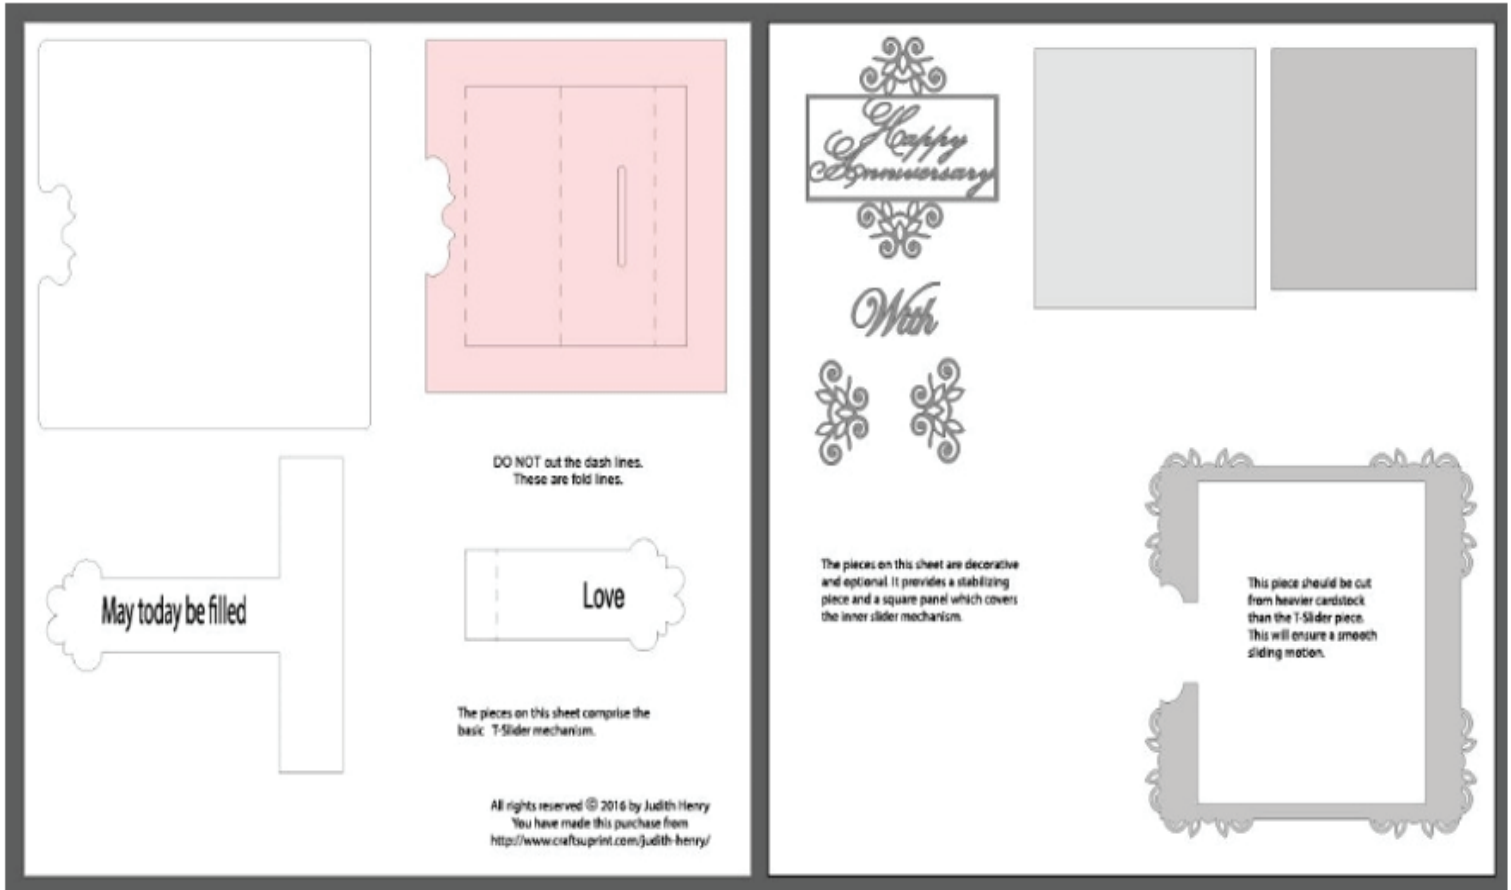 DO NOT cut the dash lines.
These are fold lines.
May today be filled
Love
The pieces on this sheet comprise the
basic T-Slider mechanism.
All rights reserved © 2016 by Judith Henry
You have made this purchase from
http://www.craftsuprint.com/judith-henry/
Happy
Anniversary
With
The pieces on this sheet are decorative
and optional. It provides a stabilizing
piece and a square panel which covers
the inner slider mechanism.
This piece should be cut
from heavier cardstock
than the T-Slider piece.
This will ensure a smooth
sliding motion.